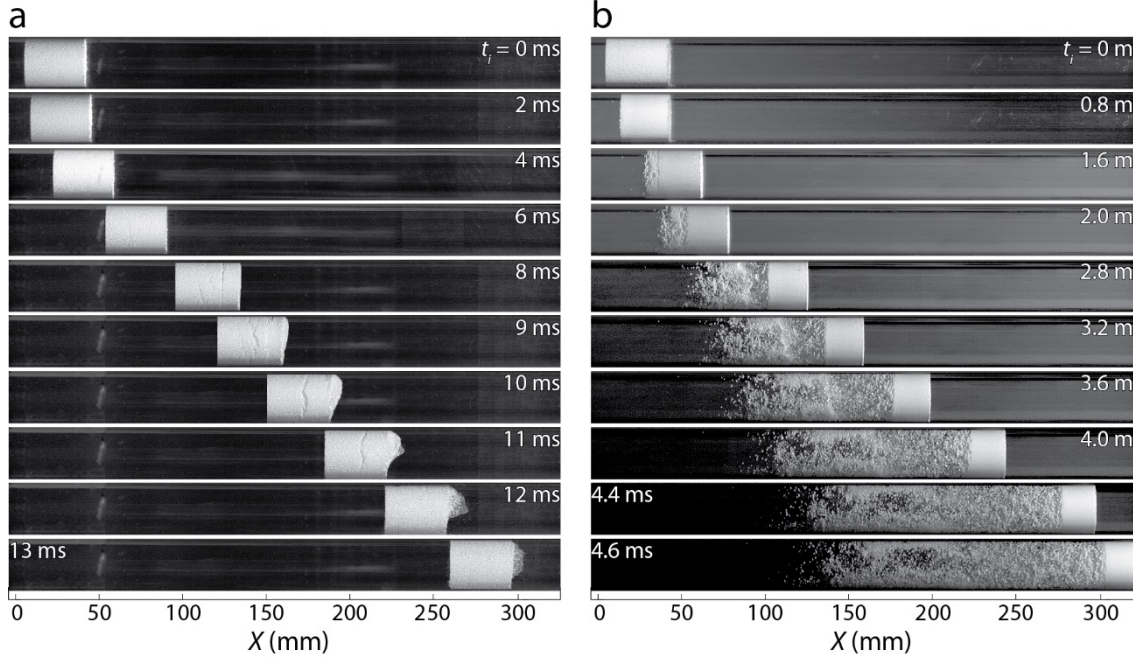 a
t_i = 0 ms
2 ms
4 ms
6 ms
8 ms
9 ms
10 ms
11 ms
12 ms
13 ms
0 50 100 150 200 250 300
X (mm)
b
t_i = 0 m
0.8 m
1.6 m
2.0 m
2.8 m
3.2 m
3.6 m
4.0 m
4.4 ms
4.6 ms
0 50 100 150 200 250 300
X (mm)